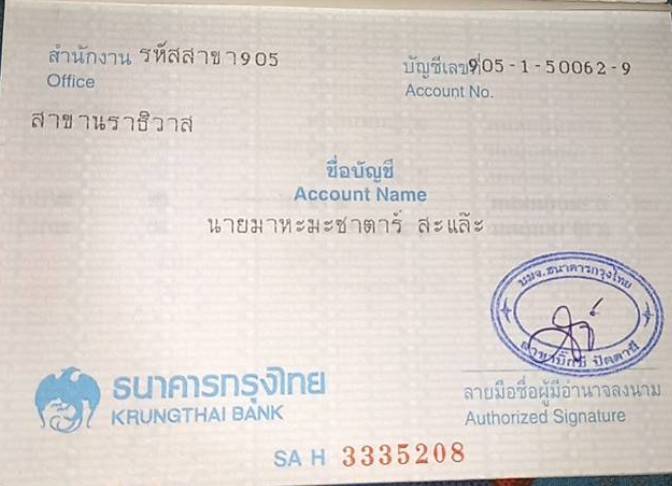 สำนักงาน รหัสสาขา905
Office
บัญชีเลขที่905-1-50062-9
Account No.
สาขานราธิวาส
ชื่อบัญชี
Account Name
นายมาหะมะซาตาร์ สะแล๊ะ
บมจ.ธนาคารกรุงไทย
สาขาบิ๊กซี ปัตตานี
ธนาคารกรุงไทย
KRUNGTHAI BANK
ลายมือชื่อผู้มีอำนาจลงนาม
Authorized Signature
SA H 3335208